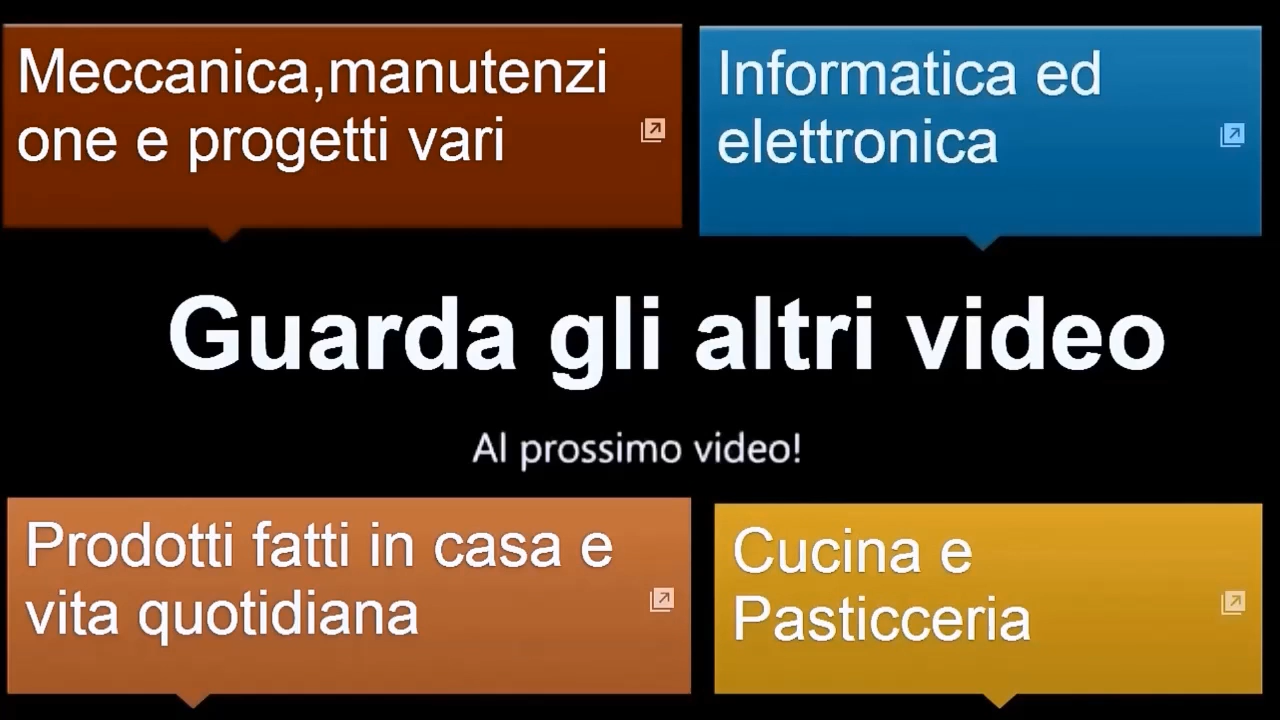 Meccanica,manutenzi
one e progetti vari
Informatica ed
elettronica
Guarda gli altri video
Al prossimo video!
Prodotti fatti in casa e
vita quotidiana
Cucina e
Pasticceria